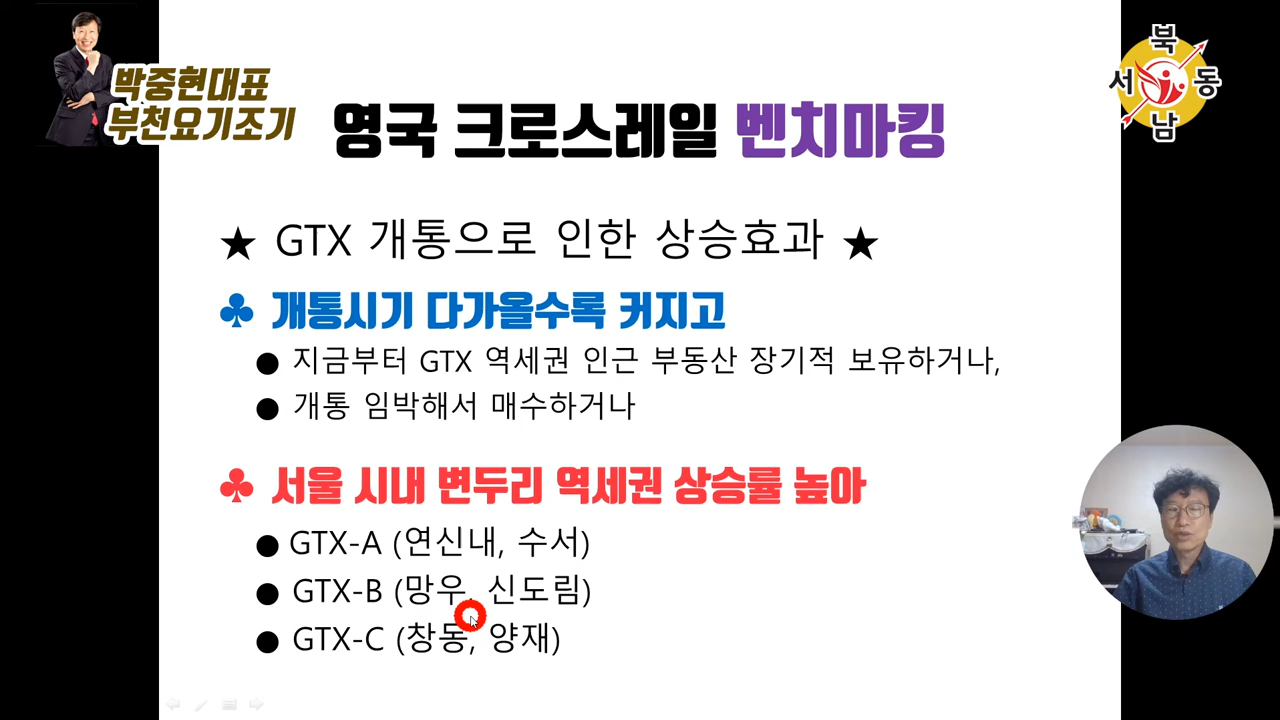 박중현대표
부천요기조기
북
서 동
남
영국 크로스레일 벤치마킹
★ GTX 개통으로 인한 상승효과 ★
♣ 개통시기 다가올수록 커지고
● 지금부터 GTX 역세권 인근 부동산 장기적 보유하거나,
● 개통 임박해서 매수하거나
♣ 서울 시내 변두리 역세권 상승률 높아
● GTX-A (연신내, 수서)
● GTX-B (망우, 신도림)
● GTX-C (창동, 양재)